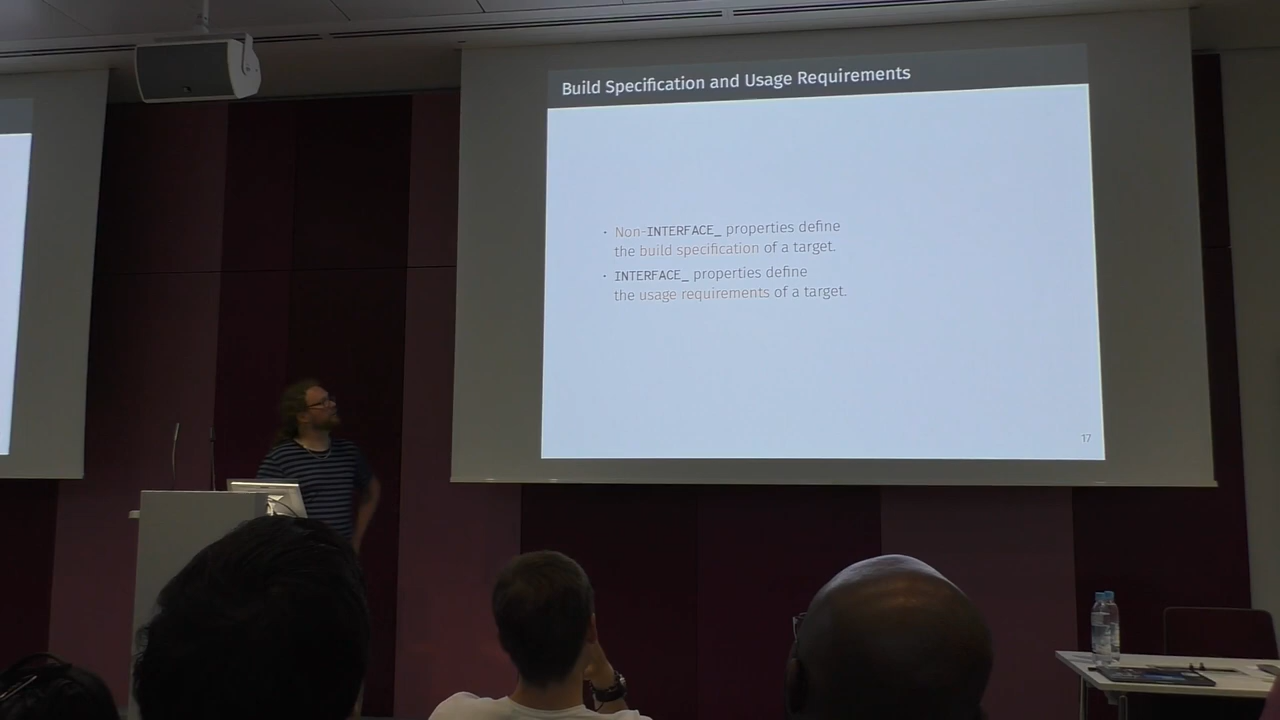 Build Specification and Usage Requirements
· Non-INTERFACE_ properties define
the build specification of a target.
· INTERFACE_ properties define
the usage requirements of a target.
17